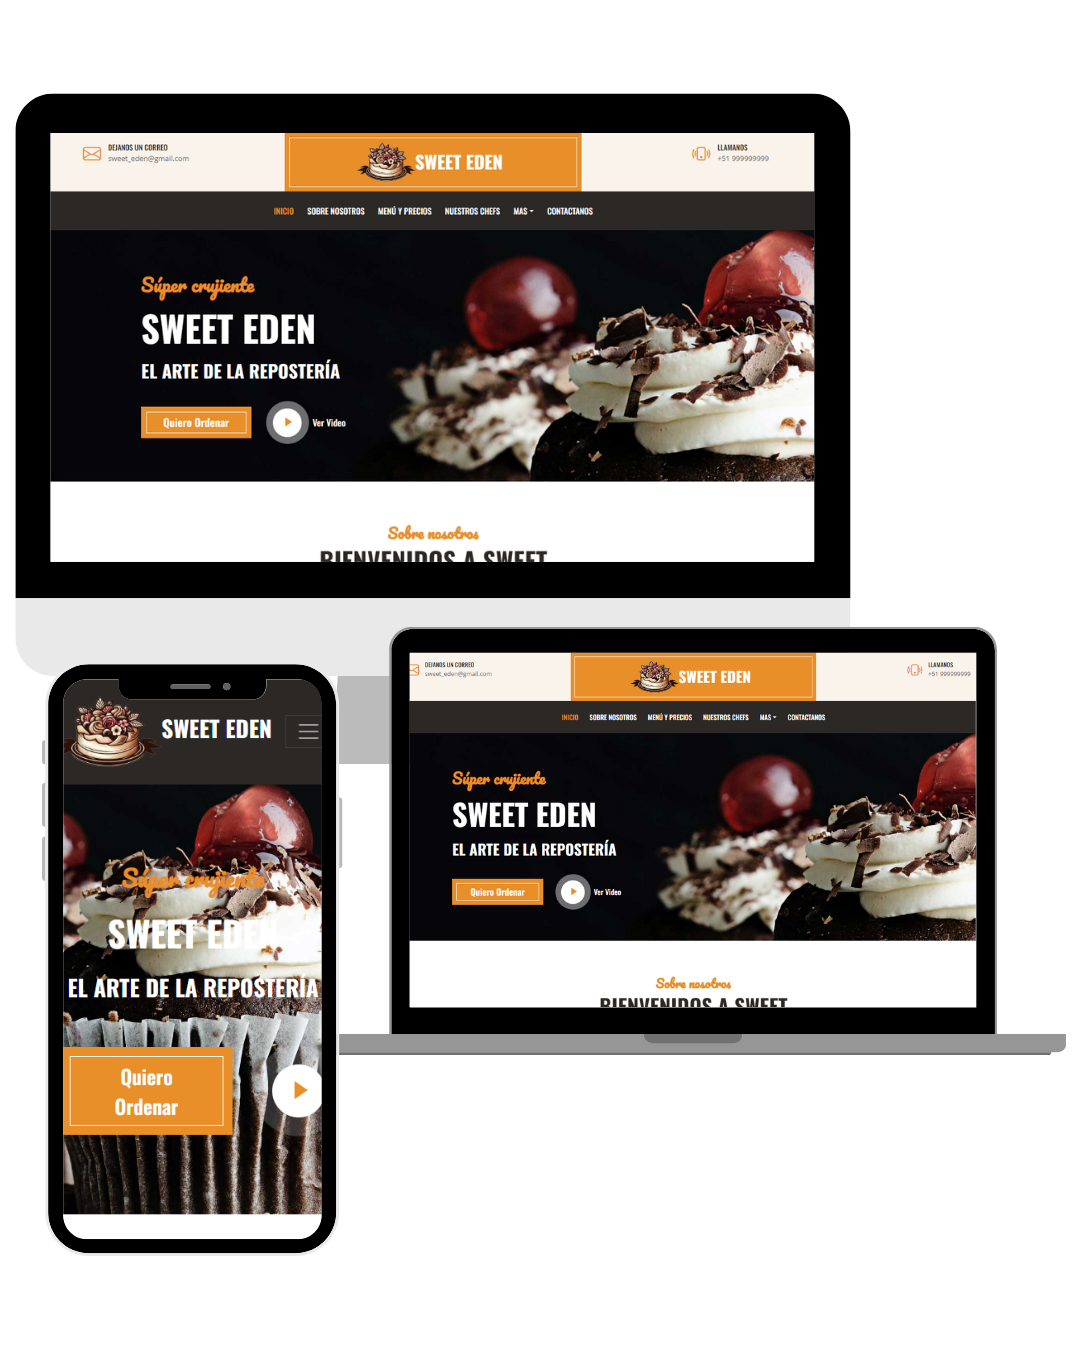 DEJANOS UN CORREO
sweet_eden@gmail.com
SWEET EDEN
LLAMANOS
+51 999999999
INICIO SOBRE NOSOTROS MENÚ Y PRECIOS NUESTROS CHEFS MAS CONTACTANOS
Súper crujiente
SWEET EDEN
EL ARTE DE LA REPOSTERÍA
Quiero Ordenar Ver Video
Sobre nosotros
BIENVENIDOS A SWEET
DEJANOS UN CORREO
sweet_eden@gmail.com
SWEET EDEN
LLAMANOS
+51 999999999
INICIO SOBRE NOSOTROS MENÚ Y PRECIOS NUESTROS CHEFS MAS CONTACTANOS
Súper crujiente
SWEET EDEN
EL ARTE DE LA REPOSTERÍA
Quiero Ordenar Ver Video
Sobre nosotros
BIENVENIDOS A SWEET
SWEET EDEN
Súper crujiente
SWEET EDEN
EL ARTE DE LA REPOSTERÍA
Quiero
Ordenar